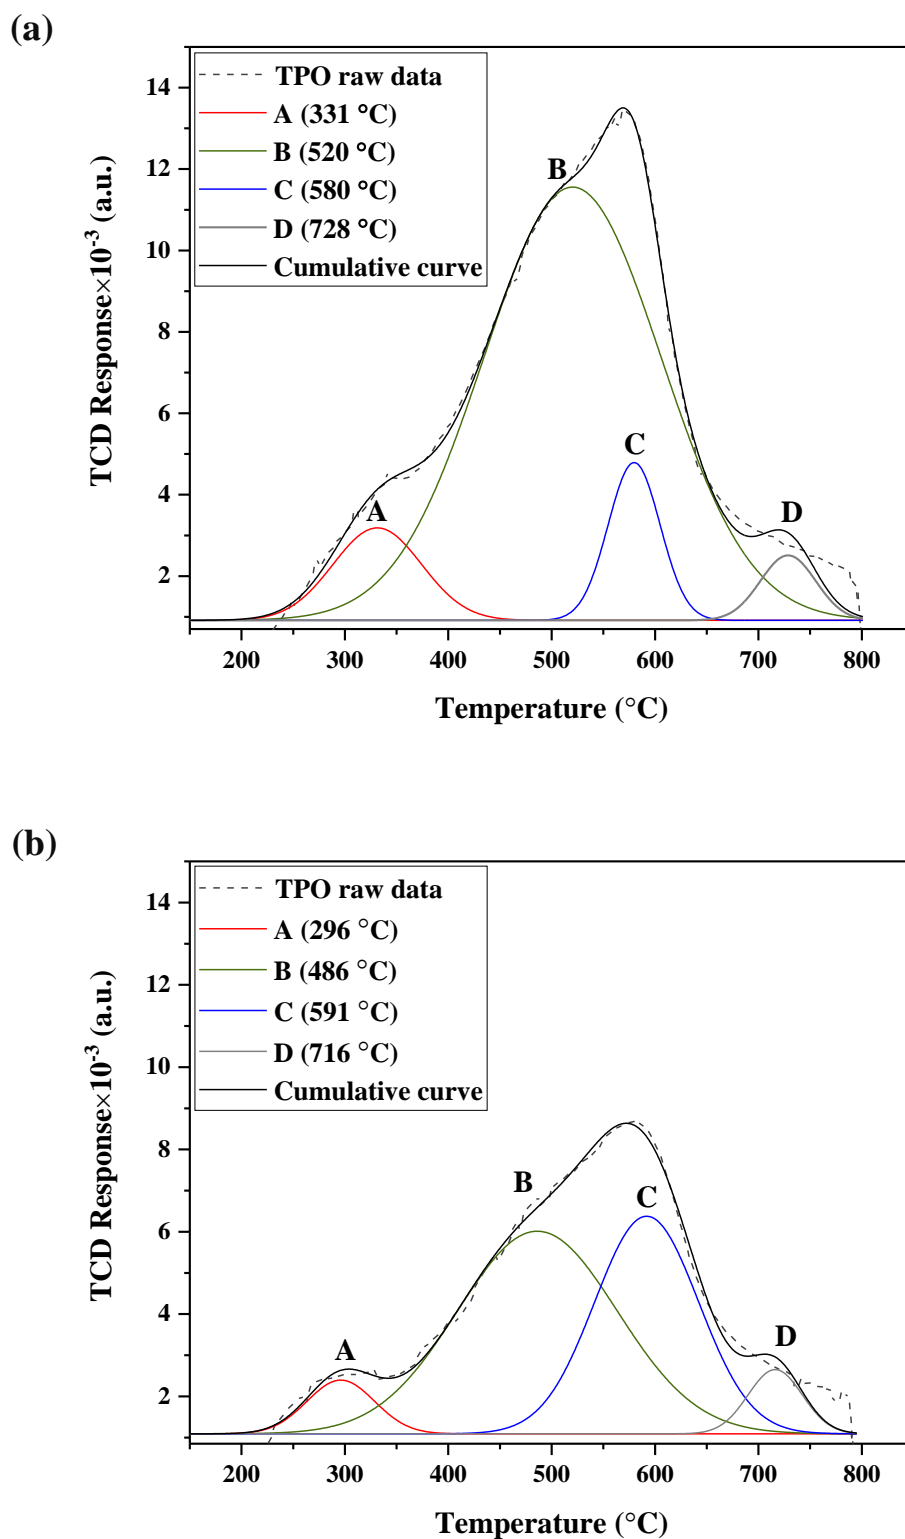 (a)
TPO raw data
A (331 °C)
B (520 °C)
C (580 °C)
D (728 °C)
Cumulative curve
14
12
10
8
6
4
2
A
B
C
D
TCD Response×10⁻³ (a.u.)
200 300 400 500 600 700 800
Temperature (°C)
(b)
TPO raw data
A (296 °C)
B (486 °C)
C (591 °C)
D (716 °C)
Cumulative curve
14
12
10
8
6
4
2
A
B
C
D
TCD Response×10⁻³ (a.u.)
200 300 400 500 600 700 800
Temperature (°C)